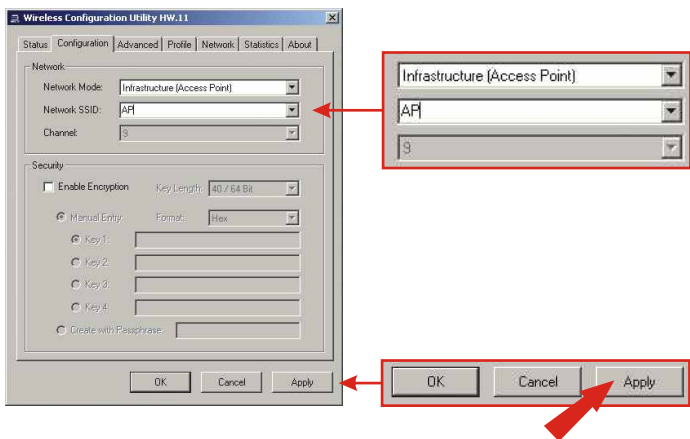 Wireless Configuration Utility HW.11
Status Configuration Advanced Profile Network Statistics About
Network
Network Mode: Infrastructure (Access Point)
Network SSID: AP
Channel: 9
Security
Enable Encryption Key Length: 40 / 64 Bit
Manual Entry: Format: Hex
Key 1:
Key 2:
Key 3:
Key 4:
Create with Passphrase:
OK Cancel Apply
Infrastructure (Access Point)
AP
9
OK Cancel Apply